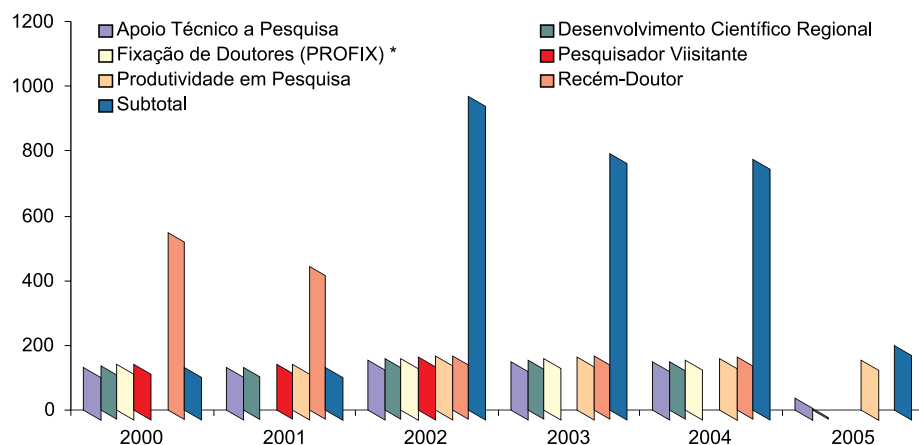 1200
1000
800
600
400
200
0
Apoio Técnico a Pesquisa
Desenvolvimento Científico Regional
Fixação de Doutores (PROFIX) *
Pesquisador Viisitante
Produtividade em Pesquisa
Recém-Doutor
Subtotal
2000 2001 2002 2003 2004 2005